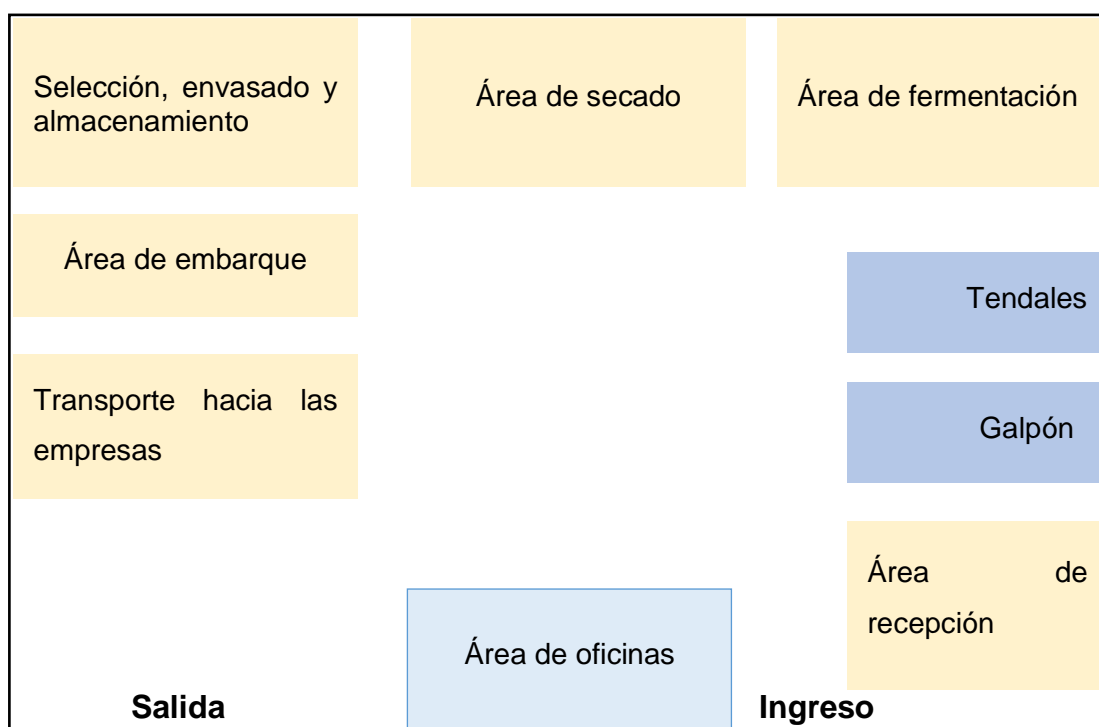 Selección, envasado y
almacenamiento
Área de secado
Área de fermentación
Área de embarque
Tendales
Transporte hacia las
empresas
Galpón
Área de
recepción
Área de oficinas
Salida
Ingreso